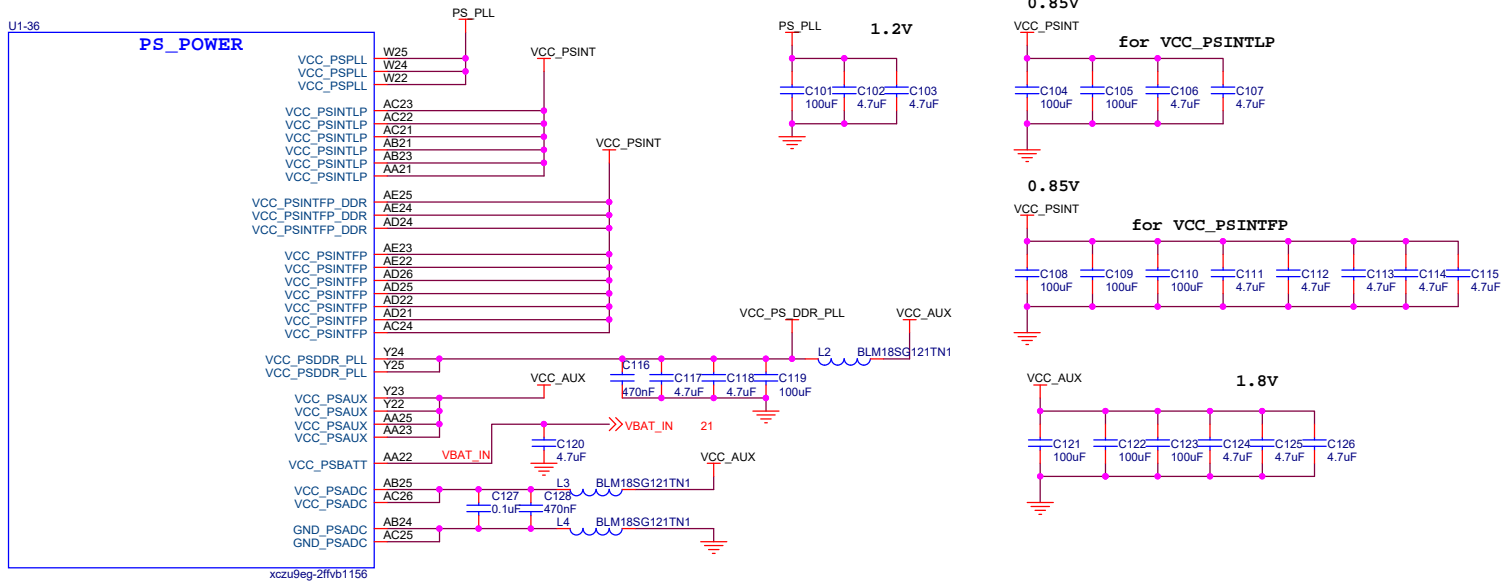 U1-36
PS_POWER
PS_PLL
VCC_PSPLL W25
VCC_PSPLL W24
VCC_PSPLL W22
VCC_PSINT
VCC_PSINTLP AC23
VCC_PSINTLP AC22
VCC_PSINTLP AC21
VCC_PSINTLP AB21
VCC_PSINTLP AB23
VCC_PSINTLP AA21
VCC_PSINT
VCC_PSINTFP_DDR AE25
VCC_PSINTFP_DDR AE24
VCC_PSINTFP_DDR AD24
VCC_PSINTFP AE23
VCC_PSINTFP AE22
VCC_PSINTFP AD26
VCC_PSINTFP AD25
VCC_PSINTFP AD22
VCC_PSINTFP AD21
VCC_PSINTFP AC24
VCC_PS_DDR_PLL VCC_AUX
VCC_PSDDR_PLL Y24
VCC_PSDDR_PLL Y25
L2 BLM18SG121TN1
C116 C117 C118 C119
470nF 4.7uF 4.7uF 100uF
VCC_AUX
VCC_PSAUX Y23
VCC_PSAUX Y22
VCC_PSAUX AA25
VCC_PSAUX AA23
VBAT_IN 21
C120
4.7uF
VCC_PSBATT AA22 VBAT_IN
VCC_AUX
VCC_PSADC AB25
VCC_PSADC AC26
L3 BLM18SG121TN1
C127 C128
0.1uF 470nF
GND_PSADC AB24
GND_PSADC AC25
L4 BLM18SG121TN1
xczu9eg-2ffvb1156
PS_PLL 1.2V
C101 C102 C103
100uF 4.7uF 4.7uF
0.85V
VCC_PSINT
for VCC_PSINTLP
C104 C105 C106 C107
100uF 100uF 4.7uF 4.7uF
0.85V
VCC_PSINT
for VCC_PSINTFP
C108 C109 C110 C111 C112 C113 C114 C115
100uF 100uF 100uF 4.7uF 4.7uF 4.7uF 4.7uF 4.7uF
VCC_AUX 1.8V
C121 C122 C123 C124 C125 C126
100uF 100uF 100uF 4.7uF 4.7uF 4.7uF